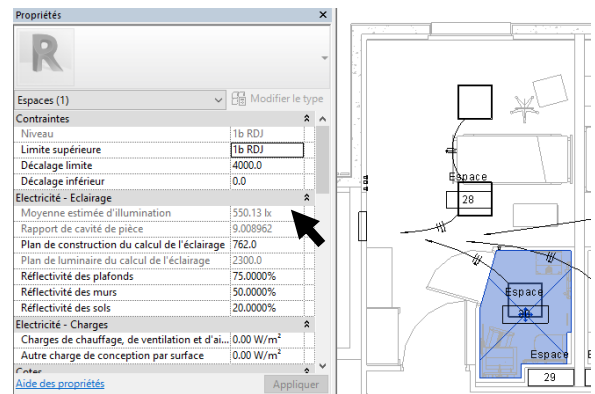 Propriétés
Espaces (1)
Modifier le type
Contraintes
Niveau 1b RDJ
Limite supérieure 1b RDJ
Décalage limite 4000.0
Décalage inférieur 0.0
Electricité - Eclairage
Moyenne estimée d'illumination 550.13 lx
Rapport de cavité de pièce 9.008962
Plan de construction du calcul de l'éclairage 762.0
Plan de luminaire du calcul de l'éclairage 2300.0
Réflectivité des plafonds 75.0000%
Réflectivité des murs 50.0000%
Réflectivité des sols 20.0000%
Electricité - Charges
Charges de chauffage, de ventilation et d'ai... 0.00 W/m²
Autre charge de conception par surface 0.00 W/m²
Cotes
Aide des propriétés
Appliquer
Espace
28
Espace
Espace
29